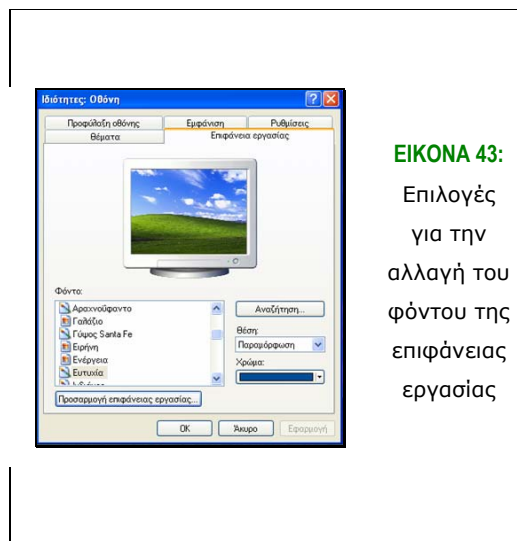 Ιδιότητες: Οθόνη
Προφύλαξη οθόνης Εμφάνιση Ρυθμίσεις
Θέματα Επιφάνεια εργασίας
Φόντο:
Αραχνοΰφαντο
Γαλάζιο
Γύψος Santa Fe
Ειρήνη
Ενέργεια
Ευτυχία
Αναζήτηση...
Θέση:
Παραμόρφωση
Χρώμα:
Προσαρμογή επιφάνειας εργασίας...
OK Άκυρο Εφαρμογή
ΕΙΚΟΝΑ 43:
Επιλογές
για την
αλλαγή του
φόντου της
επιφάνειας
εργασίας